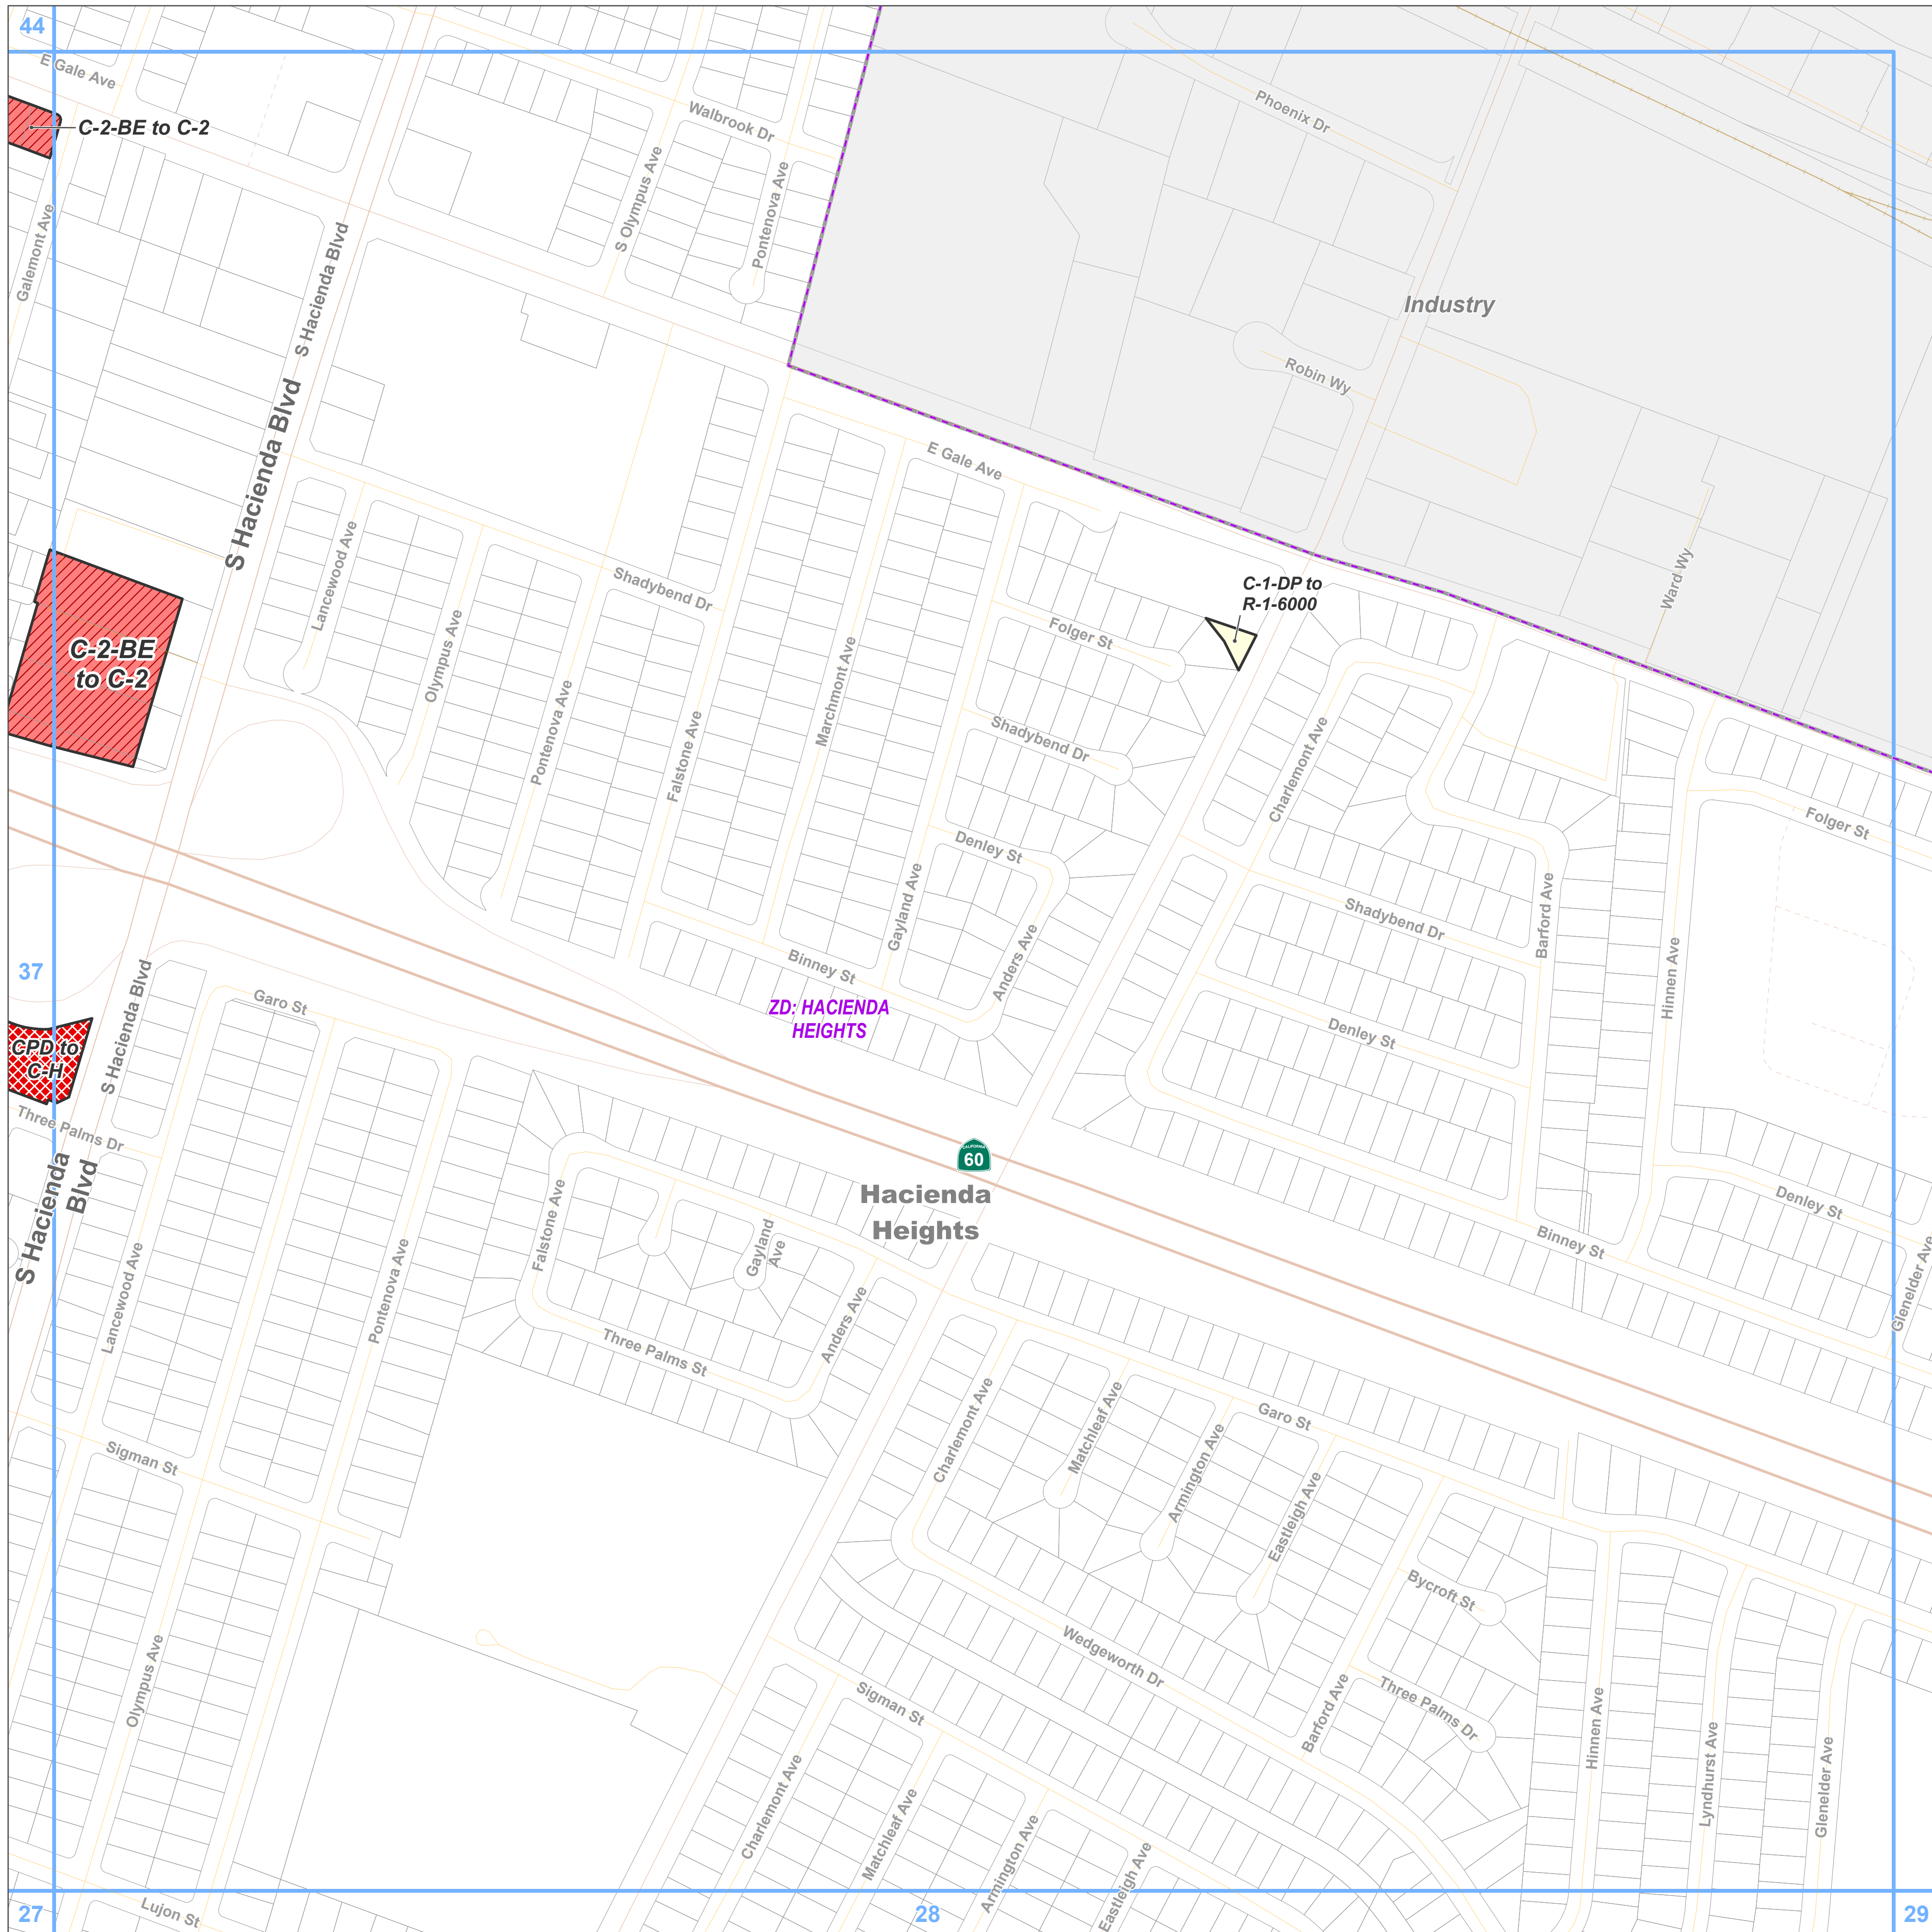 44
E Gale Ave
C-2-BE to C-2
Galemont Ave
S Hacienda Blvd
S Hacienda Blvd
Walbrook Dr
S Olympus Ave
Pontenova Ave
Phoenix Dr
Industry
Robin Wy
Ward Wy
E Gale Ave
C-1-DP to
R-1-6000
C-2-BE
to C-2
Lancewood Ave
Olympus Ave
Pontenova Ave
Shadybend Dr
Falstone Ave
Marchmont Ave
Folger St
Shadybend Dr
Charlemont Ave
Folger St
Denley St
Gayland Ave
Anders Ave
Binney St
Shadybend Dr
Barford Ave
Hinnen Ave
Denley St
37
ZD: HACIENDA
HEIGHTS
Garo St
S Hacienda Blvd
CPD to
C-H
Three Palms Dr
S Hacienda
Blvd
CALIFORNIA
60
Hacienda
Heights
Denley St
Binney St
Glenelder Ave
Lancewood Ave
Pontenova Ave
Falstone Ave
Gayland
Ave
Anders Ave
Three Palms St
Charlemont Ave
Matchleaf Ave
Garo St
Armington Ave
Eastleigh Ave
Sigman St
Bycroft St
Wedgeworth Dr
Three Palms Dr
Barford Ave
Olympus Ave
Sigman St
Hinnen Ave
Lyndhurst Ave
Glenelder Ave
Charlemont Ave
Matchleaf Ave
Armington Ave
Eastleigh Ave
Lujon St
27
28
29